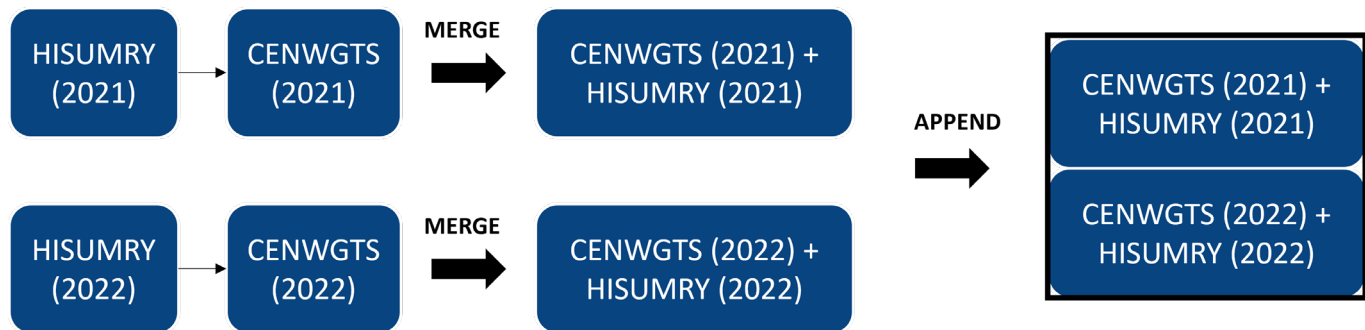 HISUMRY
(2021)
CENWGTS
(2021)
MERGE
CENWGTS (2021) +
HISUMRY (2021)
HISUMRY
(2022)
CENWGTS
(2022)
MERGE
CENWGTS (2022) +
HISUMRY (2022)
APPEND
CENWGTS (2021) +
HISUMRY (2021)
CENWGTS (2022) +
HISUMRY (2022)